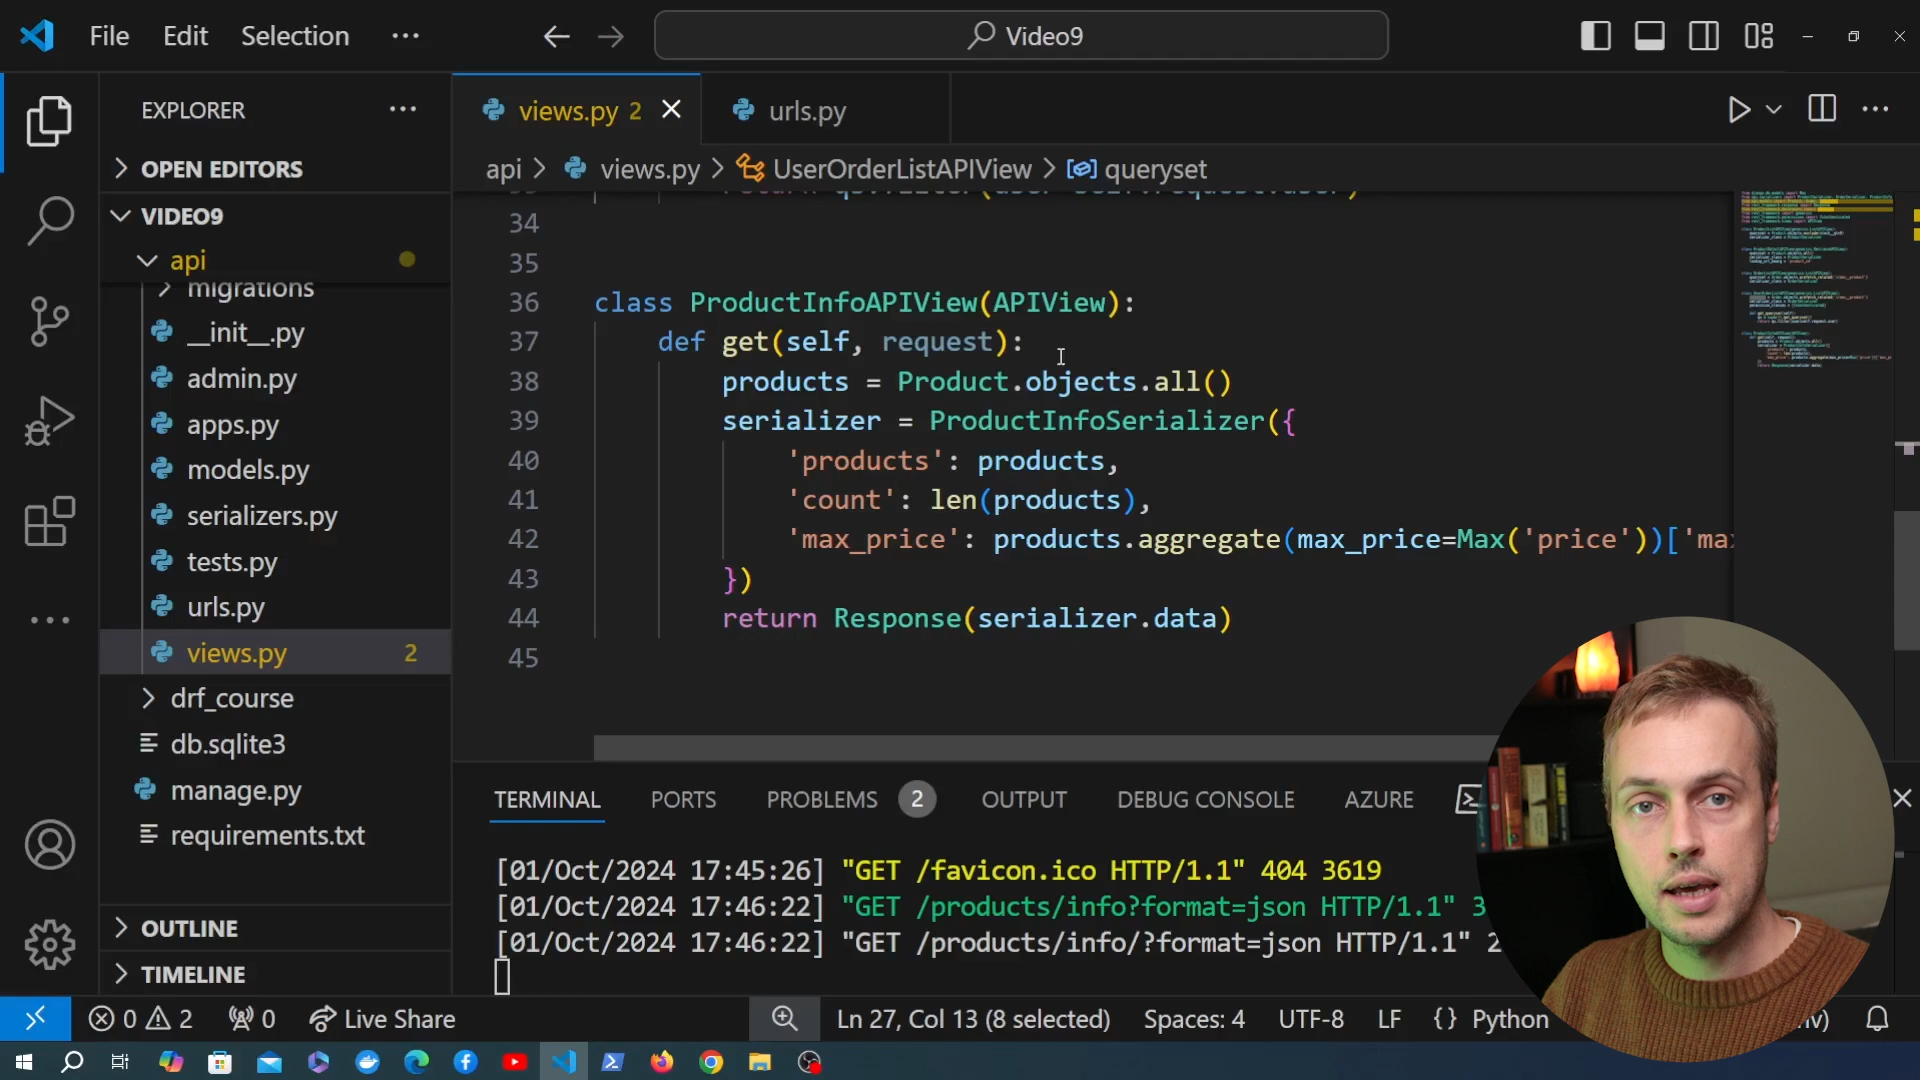 File Edit Selection ···
Video9
EXPLORER ···
OPEN EDITORS
VIDEO9
api
migrations
__init__.py
admin.py
apps.py
models.py
serializers.py
tests.py
urls.py
views.py 2
drf_course
db.sqlite3
manage.py
requirements.txt
OUTLINE
TIMELINE
views.py 2
urls.py
api > views.py > UserOrderListAPIView > queryset
34
35
36 class ProductInfoAPIView(APIView):
37 def get(self, request):
38 products = Product.objects.all()
39 serializer = ProductInfoSerializer({
40 'products': products,
41 'count': len(products),
42 'max_price': products.aggregate(max_price=Max('price'))['ma
43 })
44 return Response(serializer.data)
45
TERMINAL PORTS PROBLEMS 2 OUTPUT DEBUG CONSOLE AZURE
[01/Oct/2024 17:45:26] "GET /favicon.ico HTTP/1.1" 404 3619
[01/Oct/2024 17:46:22] "GET /products/info?format=json HTTP/1.1" 3
[01/Oct/2024 17:46:22] "GET /products/info/?format=json HTTP/1.1" 2
0 2 0 Live Share Ln 27, Col 13 (8 selected) Spaces: 4 UTF-8 LF {} Python